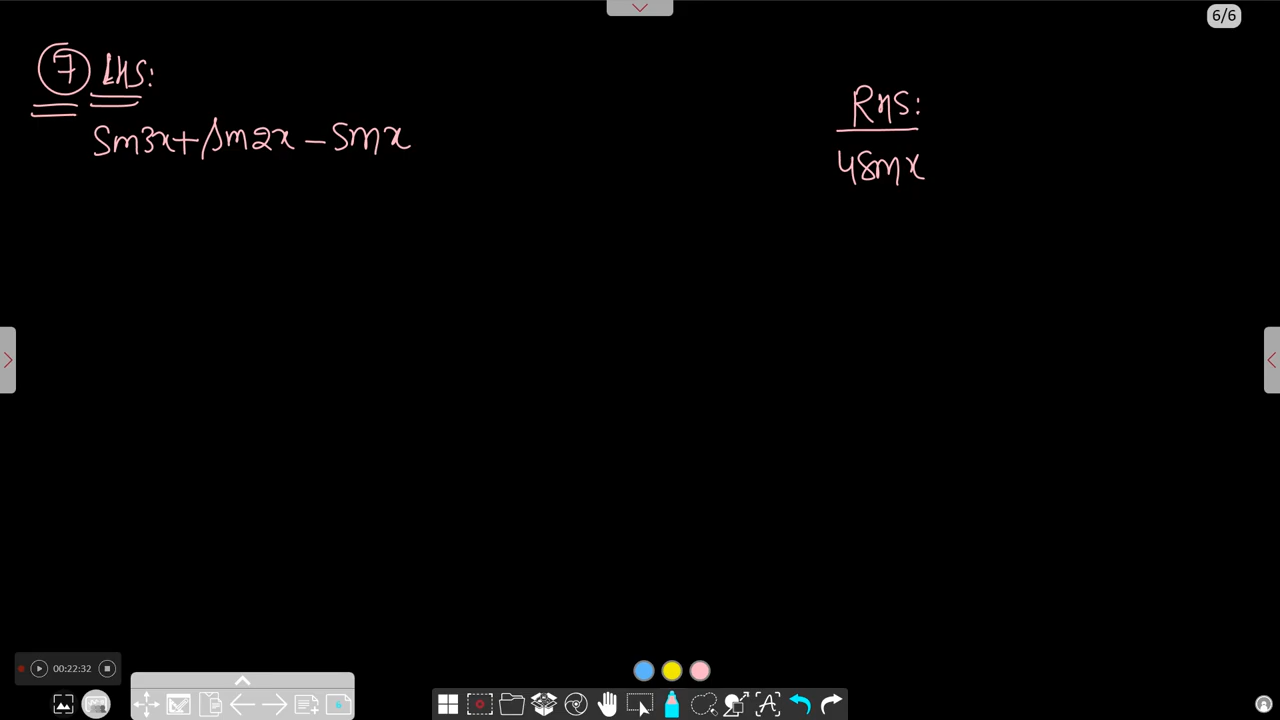 6/6
7 LHS:
Sin3x + sin2x - Sinx
RHS:
4Sinx
00:22:32